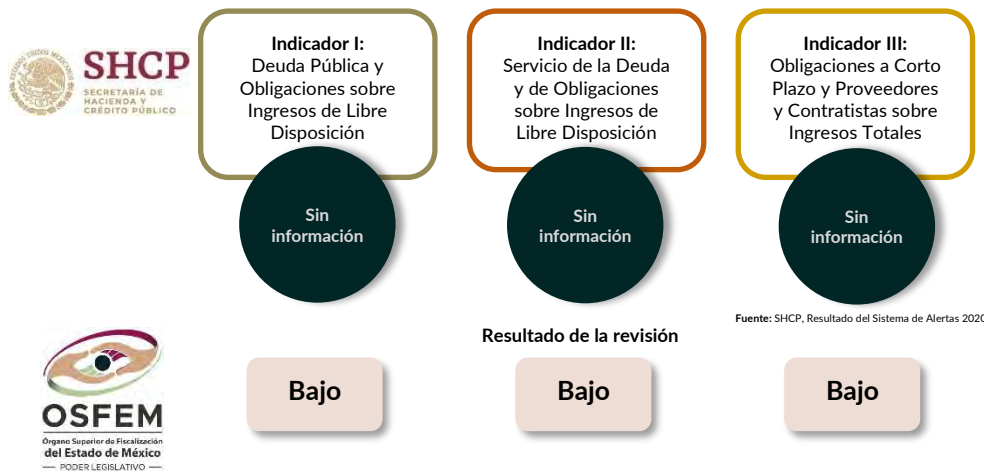 SHCP
SECRETARÍA DE
HACIENDA Y
CRÉDITO PÚBLICO
Indicador I:
Deuda Pública y
Obligaciones sobre
Ingresos de Libre
Disposición
Indicador II:
Servicio de la Deuda
y de Obligaciones
sobre Ingresos de
Libre Disposición
Indicador III:
Obligaciones a Corto
Plazo y Proveedores
y Contratistas sobre
Ingresos Totales
Sin
información
Sin
información
Sin
información
Fuente: SHCP, Resultado del Sistema de Alertas 2020
Resultado de la revisión
OSFEM
Órgano Superior de Fiscalización
del Estado de México
PODER LEGISLATIVO
Bajo
Bajo
Bajo